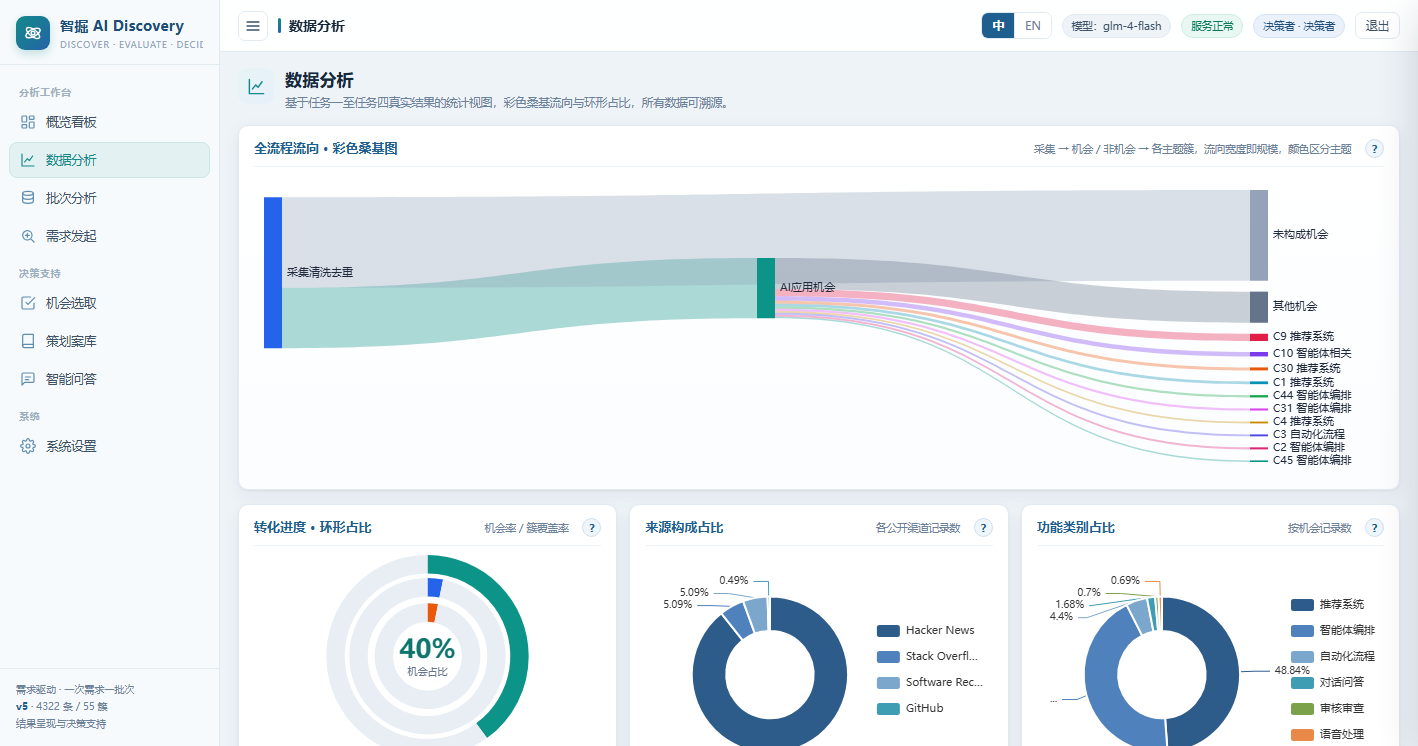 智掘 AI Discovery
DISCOVER · EVALUATE · DECID
数据分析
中
EN
模型：glm-4-flash
服务正常
决策者 · 决策者
退出
分析工作台
概览看板
数据分析
批次分析
需求发起
决策支持
机会选取
策划案库
智能问答
系统
系统设置
需求驱动 · 一次需求一批次
v5 · 4322 条 / 55 簇
结果呈现与决策支持
数据分析
基于任务一至任务四真实结果的统计视图，彩色桑基流向与环形占比，所有数据可溯源。
全流程流向 • 彩色桑基图
采集 → 机会 / 非机会 → 各主题簇，流向宽度即规模，颜色区分主题
?
采集清洗去重
AI应用机会
未构成机会
其他机会
C9 推荐系统
C10 智能体相关
C30 推荐系统
C1 推荐系统
C44 智能体编排
C31 智能体编排
C4 推荐系统
C3 自动化流程
C2 智能体编排
C45 智能体编排
转化进度 • 环形占比
机会率 / 簇覆盖率
?
40%
机会占比
来源构成占比
各公开渠道记录数
?
0.49%
5.09%
5.09%
Hacker News
Stack Overfl...
Software Rec...
GitHub
功能类别占比
按机会记录数
?
0.69%
0.7%
1.68%
4.4%
48.84%
...
推荐系统
智能体编排
自动化流程
对话问答
审核审查
语音处理